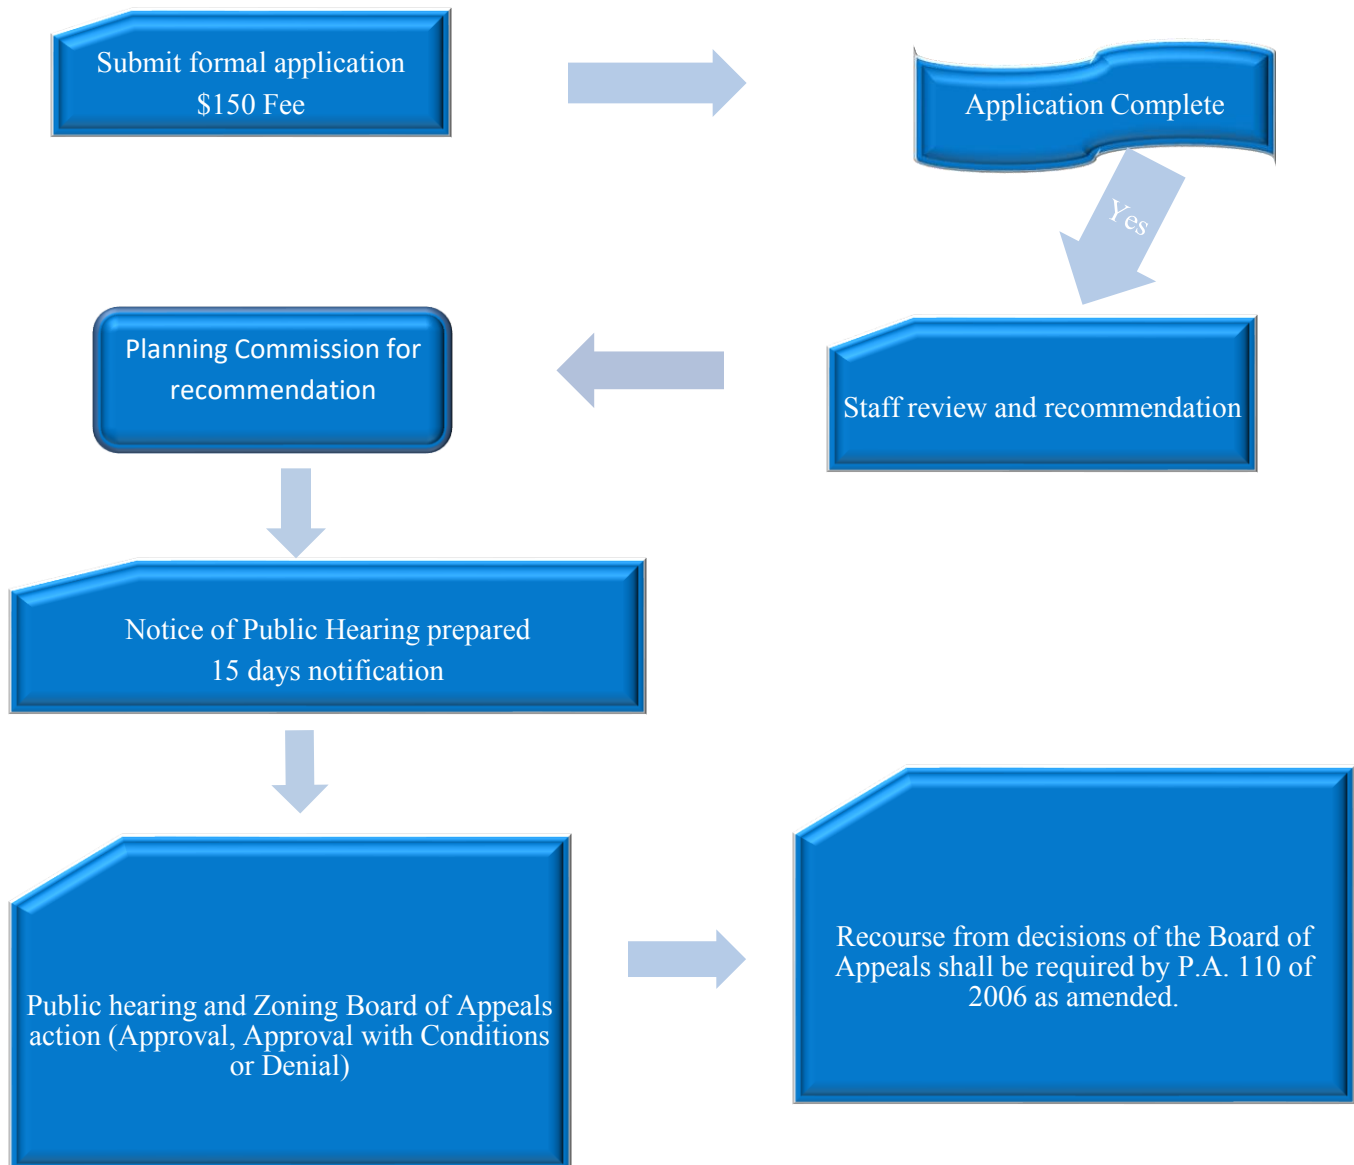 Submit formal application
$150 Fee
Application Complete
Yes
Planning Commission for
recommendation
Staff review and recommendation
Notice of Public Hearing prepared
15 days notification
Public hearing and Zoning Board of Appeals
action (Approval, Approval with Conditions
or Denial)
Recourse from decisions of the Board of
Appeals shall be required by P.A. 110 of
2006 as amended.